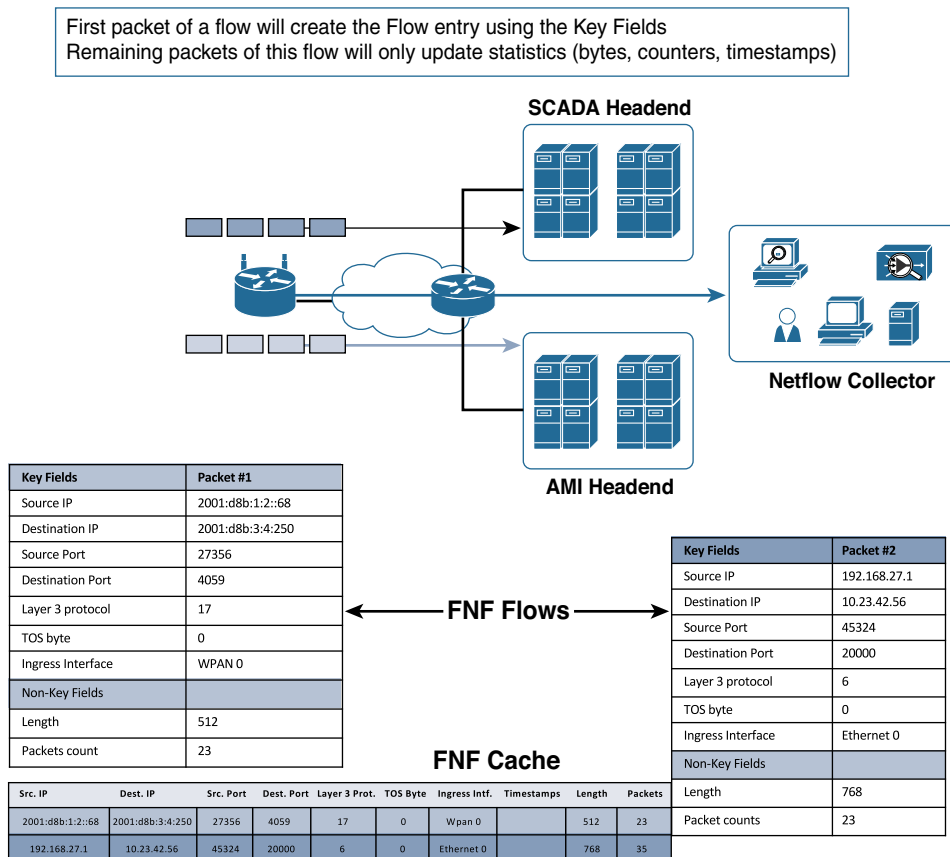 First packet of a flow will create the Flow entry using the Key Fields
Remaining packets of this flow will only update statistics (bytes, counters, timestamps)
SCADA Headend
Netflow Collector
AMI Headend
Key Fields Packet #1
Source IP 2001:d8b:1:2::68
Destination IP 2001:d8b:3:4:250
Source Port 27356
Destination Port 4059
Layer 3 protocol 17
TOS byte 0
Ingress Interface WPAN 0
Non-Key Fields
Length 512
Packets count 23
FNF Flows
Key Fields Packet #2
Source IP 192.168.27.1
Destination IP 10.23.42.56
Source Port 45324
Destination Port 20000
Layer 3 protocol 6
TOS byte 0
Ingress Interface Ethernet 0
Non-Key Fields
Length 768
Packet counts 23
FNF Cache
Src. IP Dest. IP Src. Port Dest. Port Layer 3 Prot. TOS Byte Ingress Intf. Timestamps Length Packets
2001:d8b:1:2::68 2001:d8b:3:4:250 27356 4059 17 0 Wpan 0 512 23
192.168.27.1 10.23.42.56 45324 20000 6 0 Ethernet 0 768 35